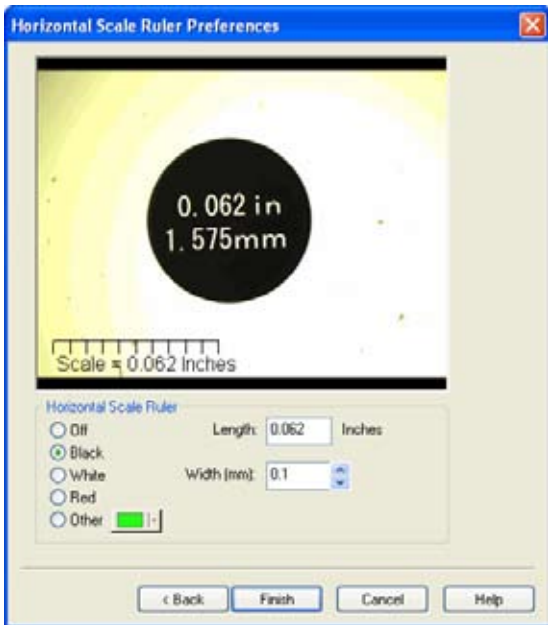 Horizontal Scale Ruler Preferences
0.062 in
1.575mm
Scale = 0.062 Inches
Horizontal Scale Ruler
Off
Length: 0.062 Inches
Black
White
Width (mm): 0.1
Red
Other
< Back Finish Cancel Help